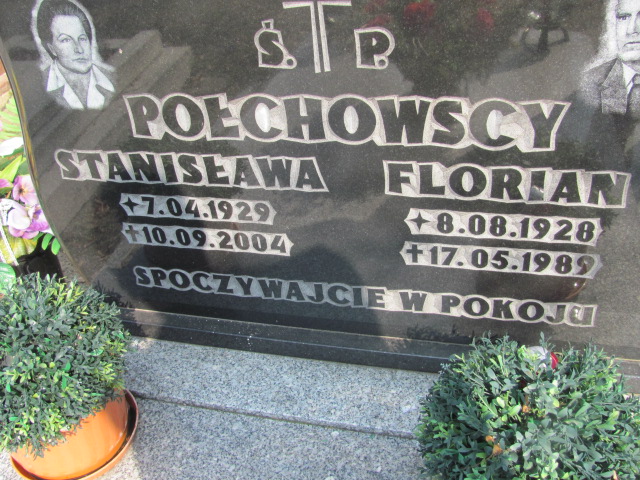 Ś. P.
POŁCHOWSCY
STANISŁAWA FLORIAN
7.04.1929 8.08.1928
10.09.2004 17.05.1989
SPOCZYWAJCIE W POKOJU